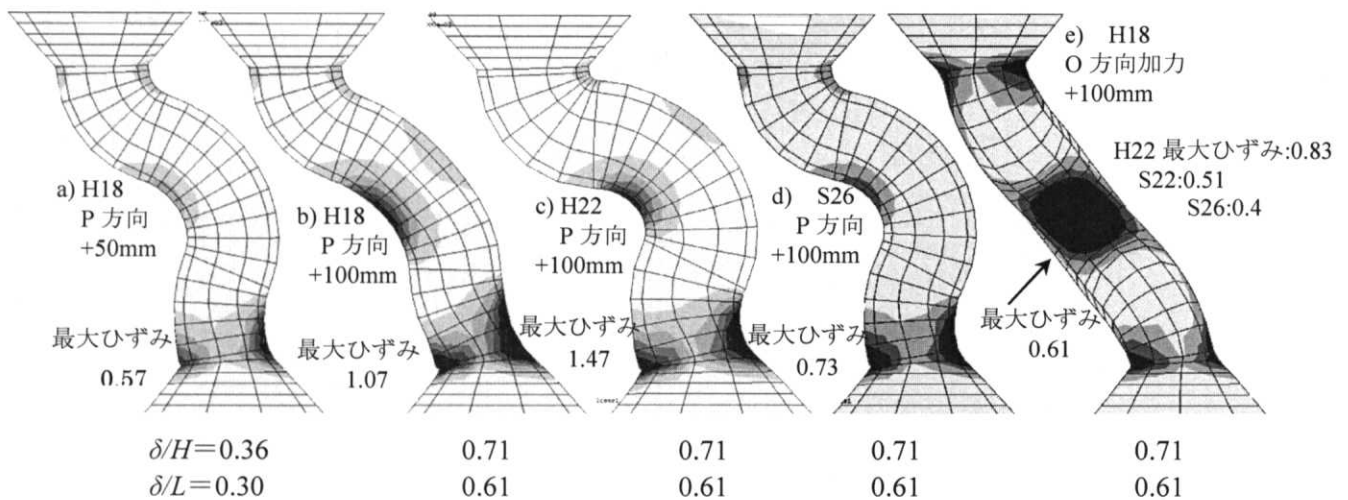 a) H18
P 方向
+50mm
最大ひずみ
0.57
b) H18
P 方向
+100mm
最大ひずみ
1.07
c) H22
P 方向
+100mm
最大ひずみ
1.47
d) S26
P 方向
+100mm
最大ひずみ
0.73
e) H18
O 方向加力
+100mm
H22 最大ひずみ:0.83
S22:0.51
S26:0.4
最大ひずみ
0.61
δ/H＝0.36 0.71 0.71 0.71 0.71
δ/L＝0.30 0.61 0.61 0.61 0.61